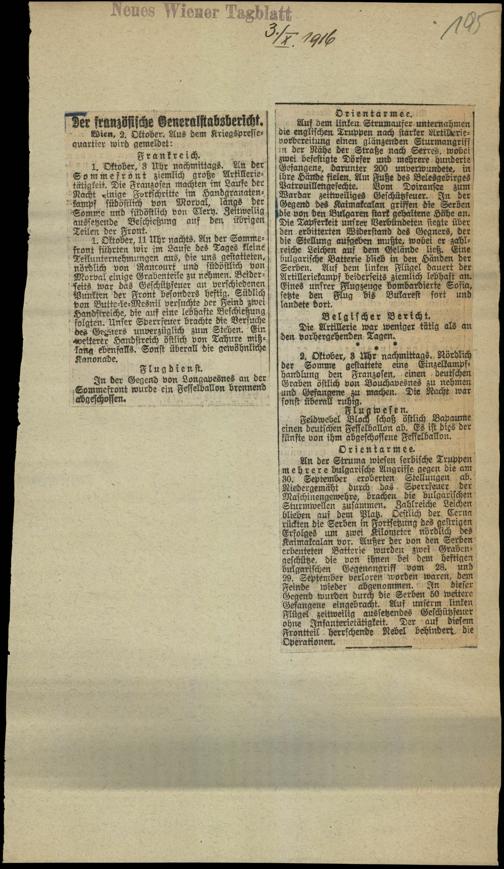 Neues Wiener Tagblatt
3./X. 1916
195
Der französische Generalstabsbericht.
Wien, 2. Oktober. Aus dem Kriegspresse-
quartier wird gemeldet:
Frankreich.
1. Oktober, 3 Uhr nachmittags. An der
Sommefront ziemlich große Artillerie-
tätigkeit. Die Franzosen machten im Laufe der
Nacht einige Fortschritte im Handgranaten-
kampf südöstlich von Morval, längs der
Somme und südöstlich von Clery. Zeitweilig
aussetzende Beschießung auf den übrigen
Teilen der Front.
1. Oktober, 11 Uhr nachts. An der Somme-
front führten wir im Laufe des Tages kleine
Teilunternehmungen aus, die uns gestatteten,
nördlich von Rancourt und südöstlich von
Morval einige Grabenteile zu nehmen. Beider-
seits war das Geschützfeuer an verschiedenen
Punkten der Front besonders heftig. Südlich
von Butte-le-Mesnil versuchte der Feind zwei
Handstreiche, die auf eine lebhafte Beschießung
folgten. Unser Sperrfeuer brachte die Versuche
des Gegners unverzüglich zum Stehen. Ein
weiterer Handstreich östlich von Tahure miß-
lang ebenfalls. Sonst überall die gewöhnliche
Kanonade.
Flugdienst.
In der Gegend von Longavesnes an der
Sommefront wurde ein Fesselballon brennend
abgeschossen.
Orientarmee.
Auf dem linken Strumaufer unternahmen
die englischen Truppen nach starker Artillerie-
vorbereitung einen glänzenden Sturmangriff
in der Nähe der Straße nach Serres, wobei
zwei befestigte Dörfer und mehrere hunderte
Gefangene, darunter 200 unverwundete, in
ihre Hände fielen. Am Fuße des Belesgebirges
Patrouillengefechte. Vom Doiransee zum
Wardar zeitweiliges Geschützfeuer. In der
Gegend des Kaimakalan griffen die Serben
die von den Bulgaren stark gehaltene Höhe an.
Die Tapferkeit unsrer Verbündeten siegte über
den erbitterten Widerstand des Gegners, der
die Stellung aufgeben mußte, wobei er zahl-
reiche Leichen auf dem Gelände ließ. Eine
bulgarische Batterie blieb in den Händen der
Serben. Auf dem linken Flügel dauert der
Artilleriekampf beiderseits ziemlich lebhaft an.
Eines unsrer Flugzeuge bombardierte Sofia,
setzte den Flug bis Bukarest fort und
landete dort.
Belgischer Bericht.
Die Artillerie war weniger tätig als an
den vorhergehenden Tagen.
* * *
2. Oktober, 3 Uhr nachmittags. Nördlich
der Somme gestattete eine Einzelkampf-
handlung den Franzosen, einen deutschen
Graben östlich von Bouchavesnes zu nehmen
und Gefangene zu machen. Die Nacht war
sonst überall ruhig.
Flugwesen.
Feldwebel Bloch schoß östlich Bapaume
einen deutschen Fesselballon ab. Es ist dies der
fünfte von ihm abgeschossene Fesselballon.
Orientarmee.
An der Struma wiesen serbische Truppen
mehrere bulgarische Angriffe gegen die am
30. September eroberten Stellungen ab.
Niedergemäht durch das Sperrfeuer der
Maschinengewehre, brachen die bulgarischen
Sturmwellen zusammen. Zahlreiche Leichen
blieben auf dem Platz. Oestlich der Cerna
rückten die Serben in Fortsetzung des gestrigen
Erfolges um zwei Kilometer nördlich des
Kaimakalan vor. Außer der von den Serben
erbeuteten Batterie wurden zwei Graben-
geschütze, die von ihnen bei dem heftigen
bulgarischen Gegenangriff vom 28. und
29. September verloren worden waren, dem
Feinde wieder abgenommen. In dieser
Gegend wurden durch die Serben 50 weitere
Gefangene eingebracht. Auf unserm linken
Flügel zeitweilig aussetzendes Geschützfeuer
ohne Infanterietätigkeit. Der auf diesem
Frontteil herrschende Nebel behindert die
Operationen.